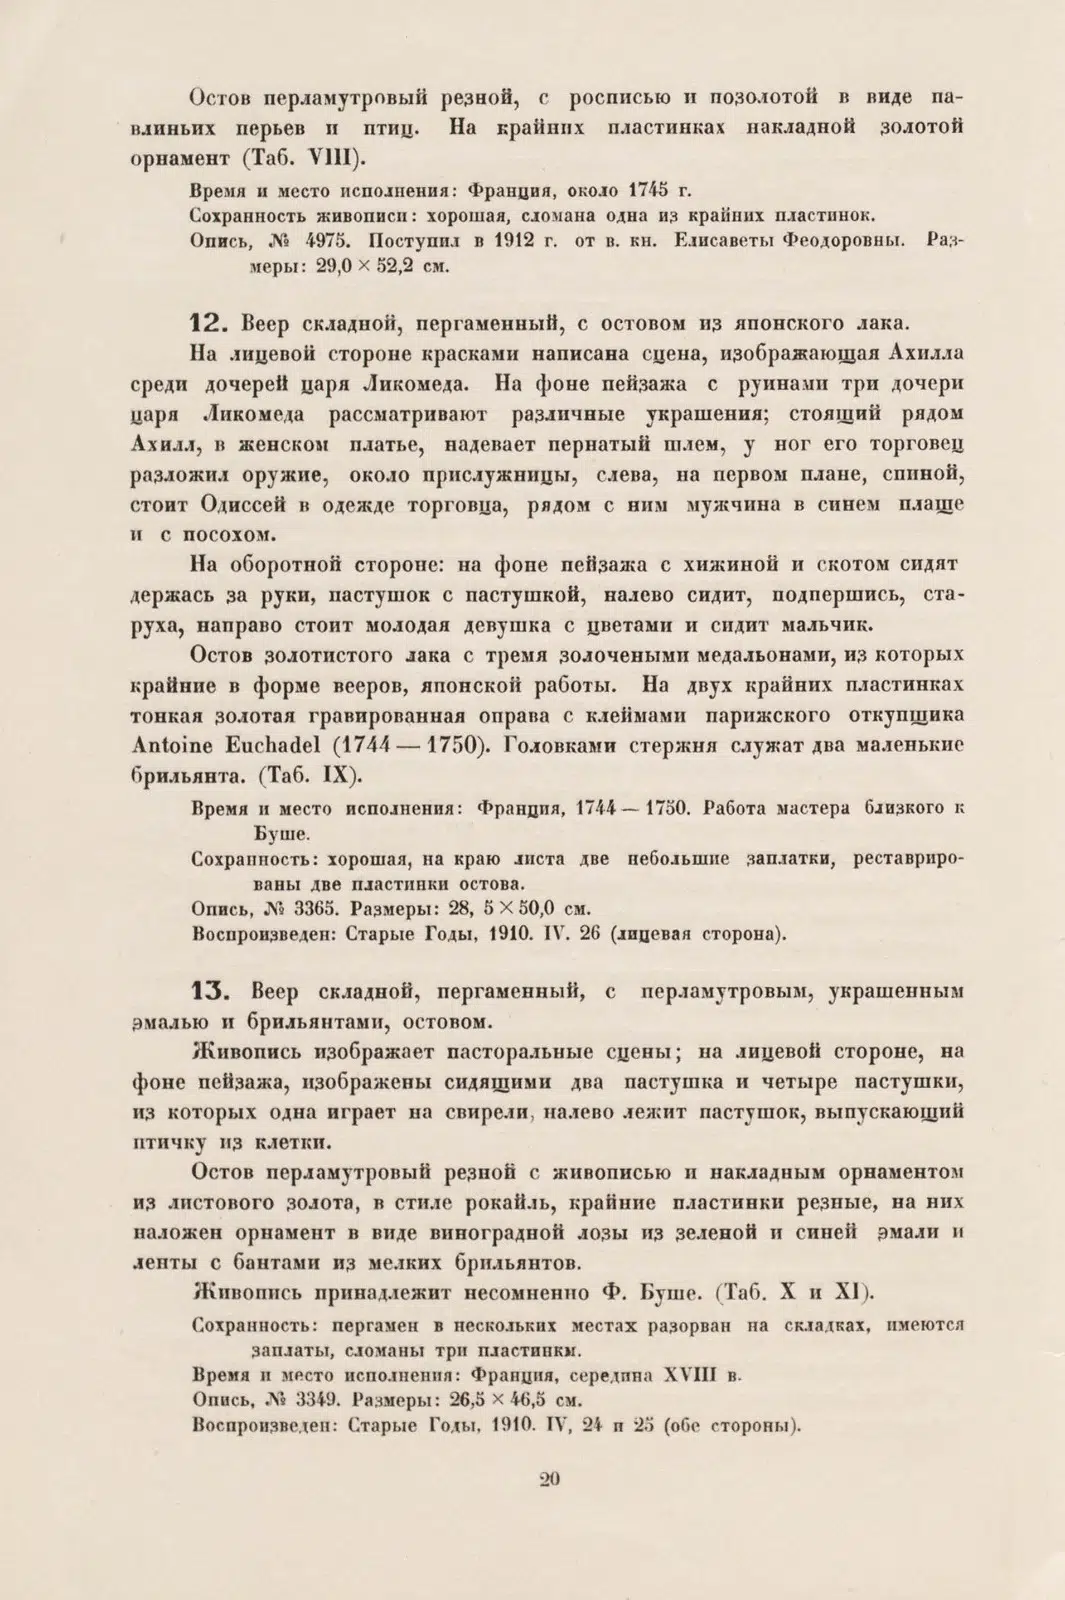 Остов перламутровый резной, с росписью и позолотой в виде па-
влиньих перьев и птиц. На крайних пластинках накладной золотой
орнамент (Таб. VIII).
Время и место исполнения: Франция, около 1745 г.
Сохранность живописи: хорошая, сломана одна из крайних пластинок.
Опись, № 4975. Поступил в 1912 г. от в. кн. Елисаветы Феодоровны. Раз-
меры: 29,0 × 52,2 см.
12. Веер складной, пергаменный, с остовом из японского лака.
На лицевой стороне красками написана сцена, изображающая Ахилла
среди дочерей царя Ликомеда. На фоне пейзажа с руинами три дочери
царя Ликомеда рассматривают различные украшения; стоящий рядом
Ахилл, в женском платье, надевает пернатый шлем, у ног его торговец
разложил оружие, около прислужницы, слева, на первом плане, спиной,
стоит Одиссей в одежде торговца, рядом с ним мужчина в синем плаще
и с посохом.
На оборотной стороне: на фоне пейзажа с хижиной и скотом сидят
держась за руки, пастушок с пастушкой, налево сидит, подпершись, ста-
руха, направо стоит молодая девушка с цветами и сидит мальчик.
Остов золотистого лака с тремя золочеными медальонами, из которых
крайние в форме вееров, японской работы. На двух крайних пластинках
тонкая золотая гравированная оправа с клеймами парижского откупщика
Antoine Euchadel (1744 — 1750). Головками стержня служат два маленькие
брильянта. (Таб. IX).
Время и место исполнения: Франция, 1744 — 1750. Работа мастера близкого к
Буше.
Сохранность: хорошая, на краю листа две небольшие заплатки, реставриро-
ваны две пластинки остова.
Опись, № 3365. Размеры: 28, 5 × 50,0 см.
Воспроизведен: Старые Годы, 1910. IV. 26 (лицевая сторона).
13. Веер складной, пергаменный, с перламутровым, украшенным
эмалью и брильянтами, остовом.
Живопись изображает пасторальные сцены; на лицевой стороне, на
фоне пейзажа, изображены сидящими два пастушка и четыре пастушки,
из которых одна играет на свирели, налево лежит пастушок, выпускающий
птичку из клетки.
Остов перламутровый резной с живописью и накладным орнаментом
из листового золота, в стиле рокайль, крайние пластинки резные, на них
наложен орнамент в виде виноградной лозы из зеленой и синей эмали и
ленты с бантами из мелких брильянтов.
Живопись принадлежит несомненно Ф. Буше. (Таб. X и XI).
Сохранность: пергамен в нескольких местах разорван на складках, имеются
заплаты, сломаны три пластинки.
Время и место исполнения: Франция, середина XVIII в.
Опись, № 3349. Размеры: 26,5 × 46,5 см.
Воспроизведен: Старые Годы, 1910. IV, 24 и 25 (обе стороны).
20